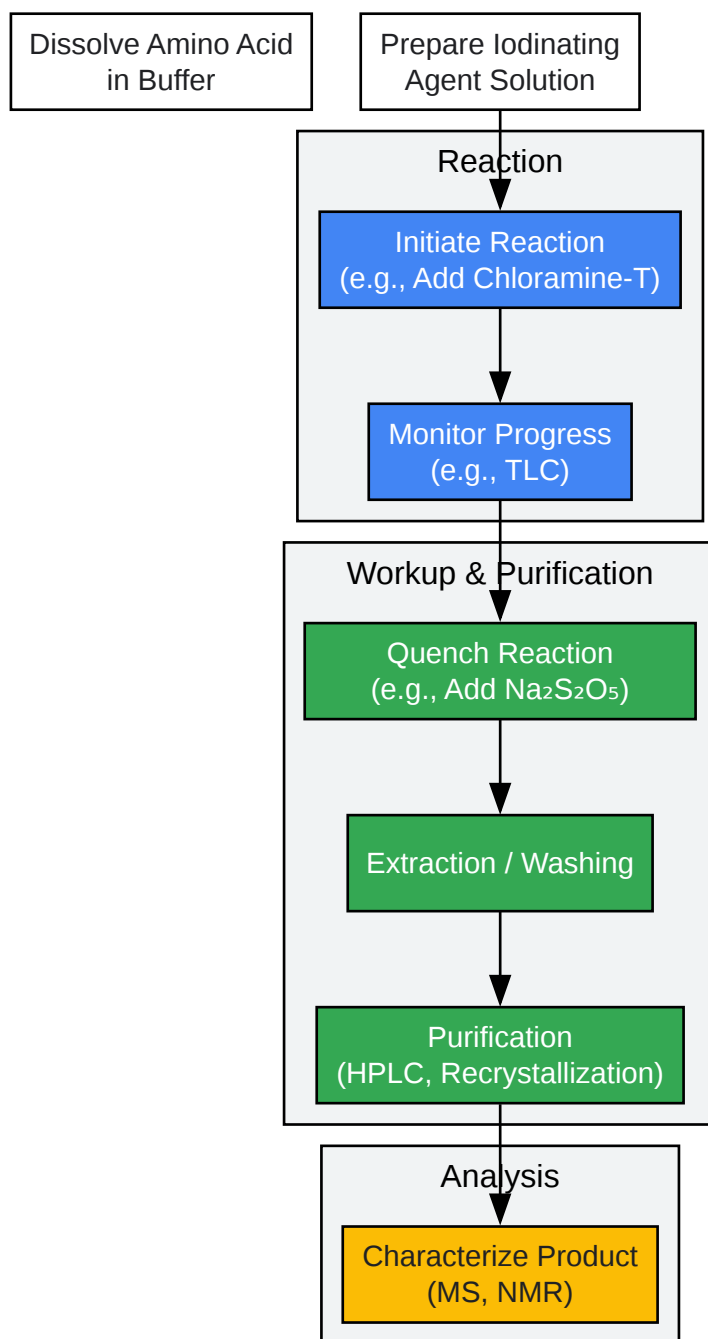 Dissolve Amino Acid
in Buffer
Prepare Iodinating
Agent Solution
Reaction
Initiate Reaction
(e.g., Add Chloramine-T)
Monitor Progress
(e.g., TLC)
Workup & Purification
Quench Reaction
(e.g., Add Na₂S₂O₅)
Extraction / Washing
Purification
(HPLC, Recrystallization)
Analysis
Characterize Product
(MS, NMR)